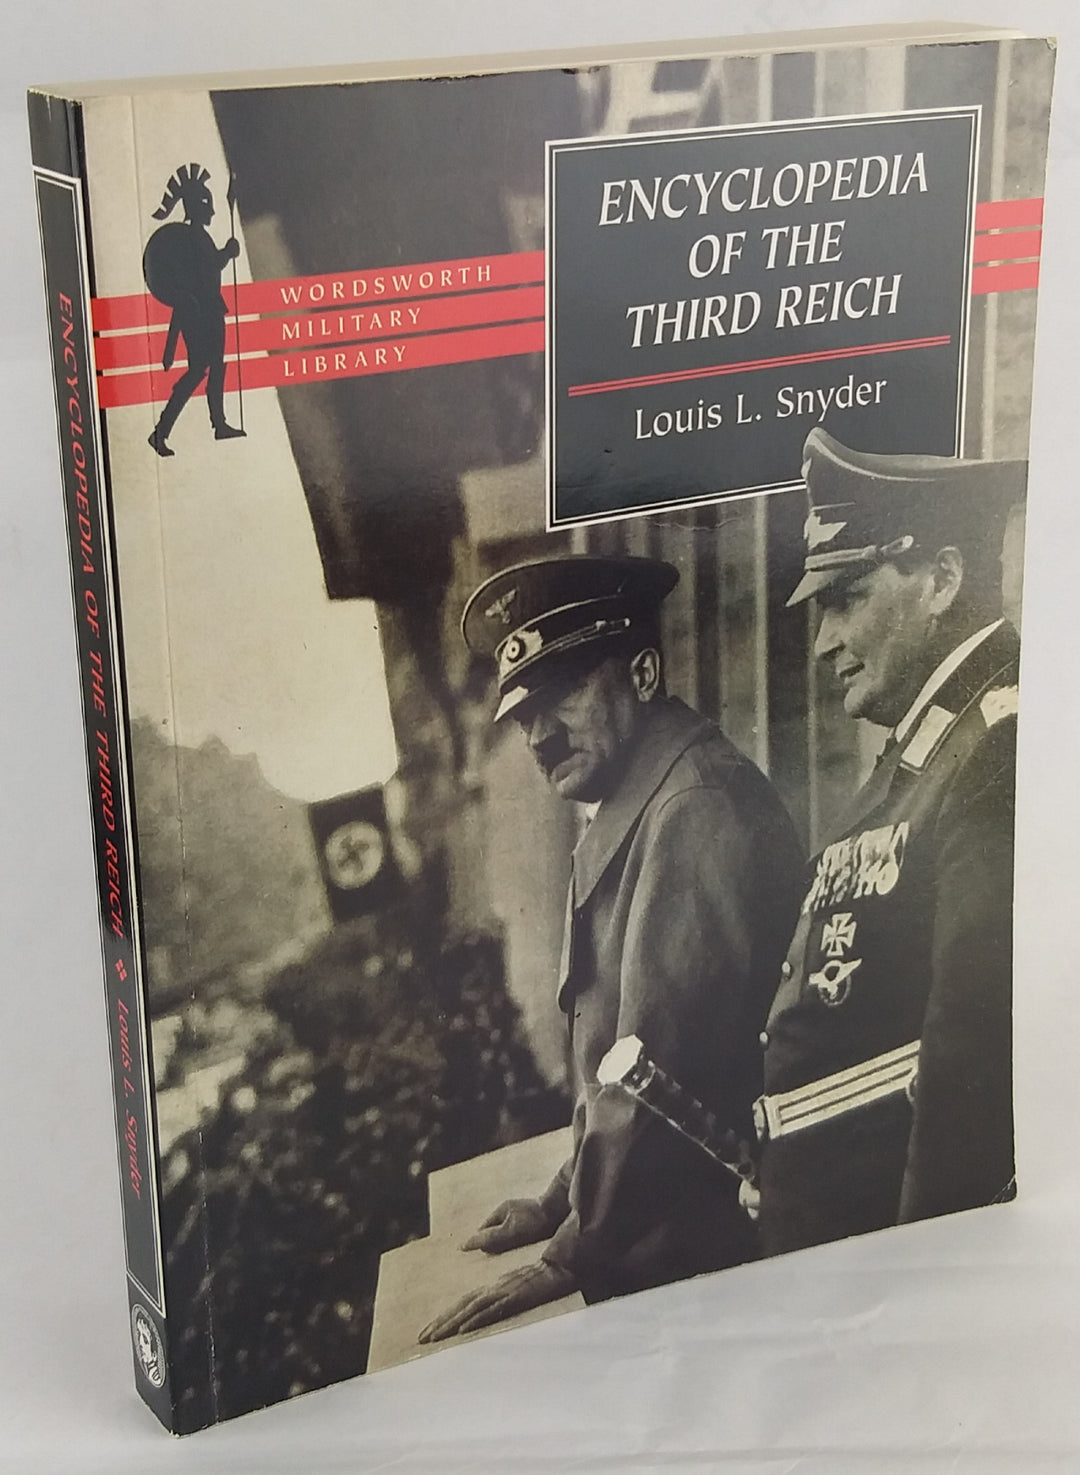 WORDSWORTH
MILITARY
LIBRARY
ENCYCLOPEDIA
OF THE
THIRD REICH
Louis L. Snyder
ENCYCLOPEDIA OF THE THIRD REICH ❖ Louis L. Snyder